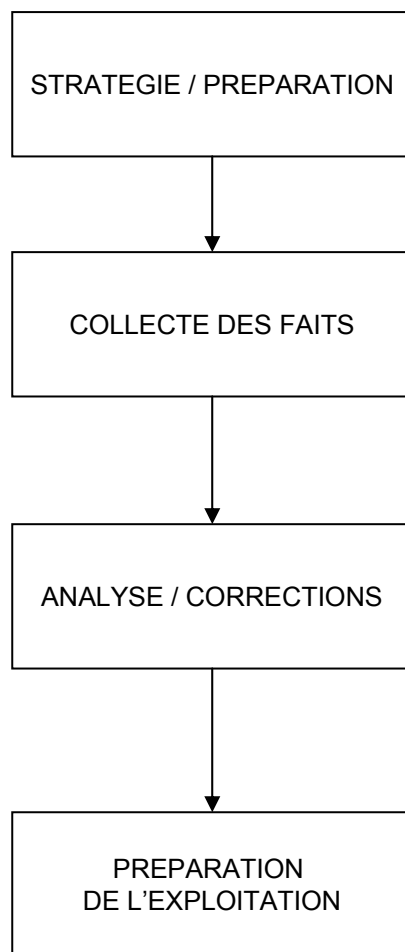 STRATEGIE / PREPARATION
COLLECTE DES FAITS
ANALYSE / CORRECTIONS
PREPARATION
DE L'EXPLOITATION